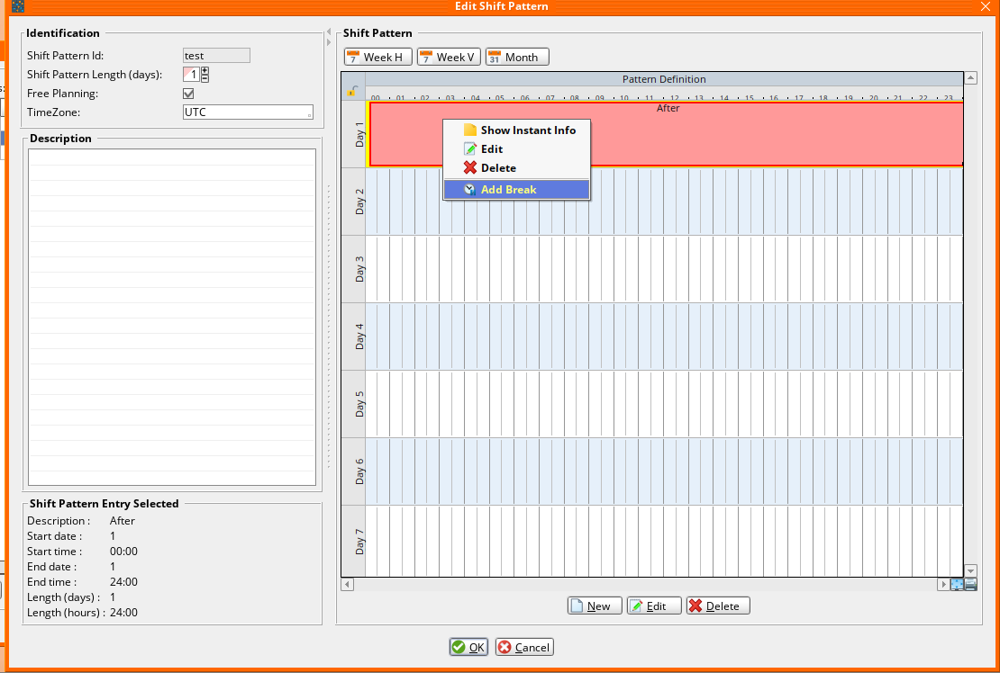 Edit Shift Pattern
Identification
Shift Pattern Id: test
Shift Pattern Length (days): 1
Free Planning:
TimeZone: UTC
Description
Shift Pattern Entry Selected
Description : After
Start date : 1
Start time : 00:00
End date : 1
End time : 24:00
Length (days) : 1
Length (hours) : 24:00
Shift Pattern
7 Week H 7 Week V 31 Month
Pattern Definition
00 01 02 03 04 05 06 07 08 09 10 11 12 13 14 15 16 17 18 19 20 21 22 23
After
Day 1
Show Instant Info
Edit
Delete
Add Break
Day 2
Day 3
Day 4
Day 5
Day 6
Day 7
New Edit Delete
OK Cancel